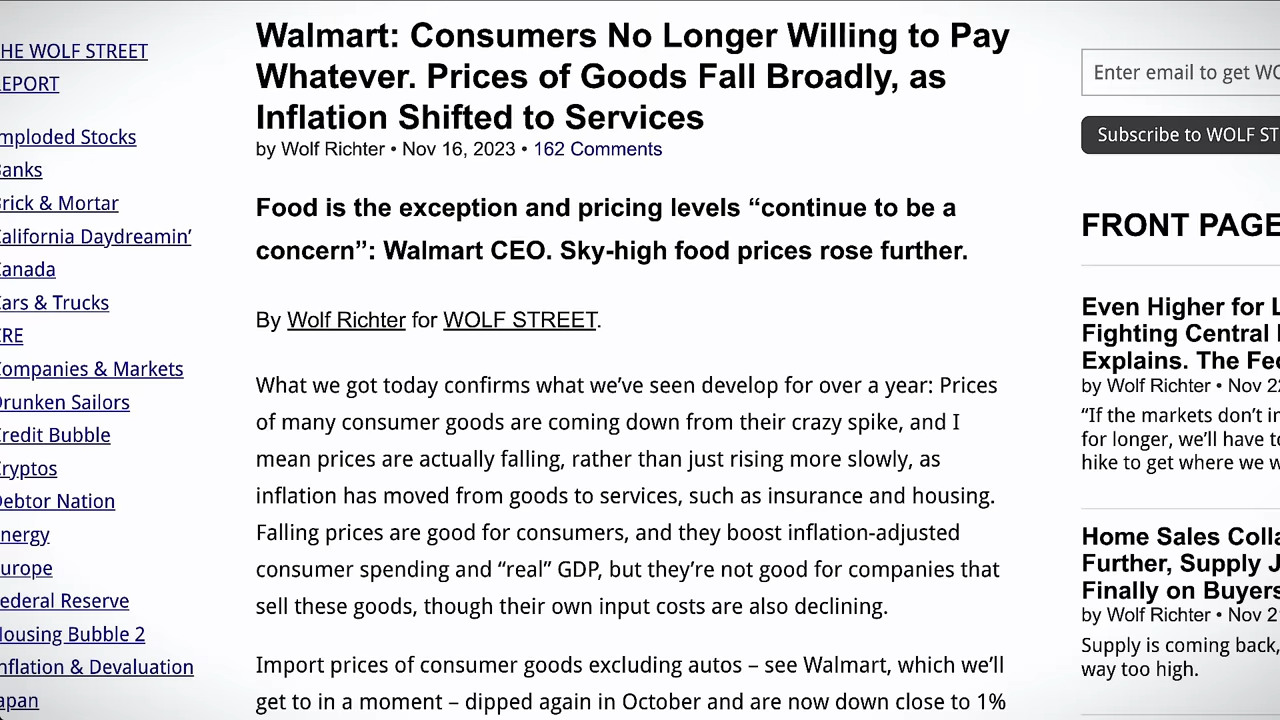 HE WOLF STREET
EPORT
mploded Stocks
anks
rick & Mortar
alifornia Daydreamin’
anada
ars & Trucks
RE
ompanies & Markets
runken Sailors
redit Bubble
ryptos
ebtor Nation
nergy
urope
ederal Reserve
ousing Bubble 2
nflation & Devaluation
apan
Walmart: Consumers No Longer Willing to Pay
Whatever. Prices of Goods Fall Broadly, as
Inflation Shifted to Services
by Wolf Richter • Nov 16, 2023 • 162 Comments
Food is the exception and pricing levels “continue to be a
concern”: Walmart CEO. Sky-high food prices rose further.
By Wolf Richter for WOLF STREET.
What we got today confirms what we’ve seen develop for over a year: Prices
of many consumer goods are coming down from their crazy spike, and I
mean prices are actually falling, rather than just rising more slowly, as
inflation has moved from goods to services, such as insurance and housing.
Falling prices are good for consumers, and they boost inflation-adjusted
consumer spending and “real” GDP, but they’re not good for companies that
sell these goods, though their own input costs are also declining.
Import prices of consumer goods excluding autos – see Walmart, which we’ll
get to in a moment – dipped again in October and are now down close to 1%
Enter email to get WO
Subscribe to WOLF ST
FRONT PAGE
Even Higher for L
Fighting Central
Explains. The Fed
by Wolf Richter • Nov 22
“If the markets don’t in
for longer, we’ll have to
hike to get where we w
Home Sales Colla
Further, Supply J
Finally on Buyers
by Wolf Richter • Nov 2
Supply is coming back,
way too high.